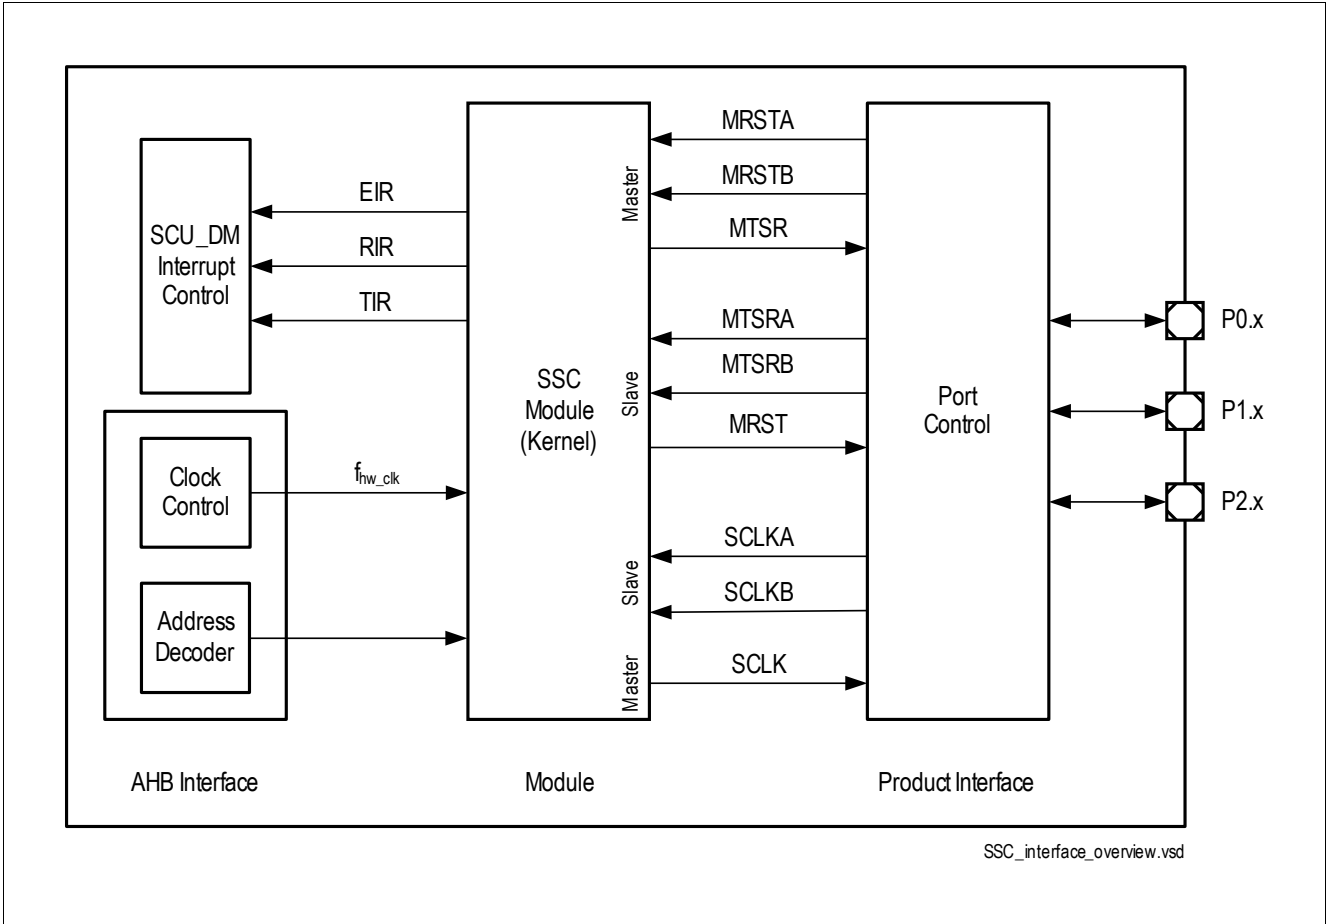 SCU_DM
Interrupt
Control
EIR
RIR
TIR
Clock
Control
f hw_clk
Address
Decoder
AHB Interface
SSC
Module
(Kernel)
Master
Slave
Slave
Master
Module
MRSTA
MRSTB
MTSR
MTSRA
MTSRB
MRST
SCLKA
SCLKB
SCLK
Port
Control
Product Interface
P0.x
P1.x
P2.x
SSC_interface_overview.vsd